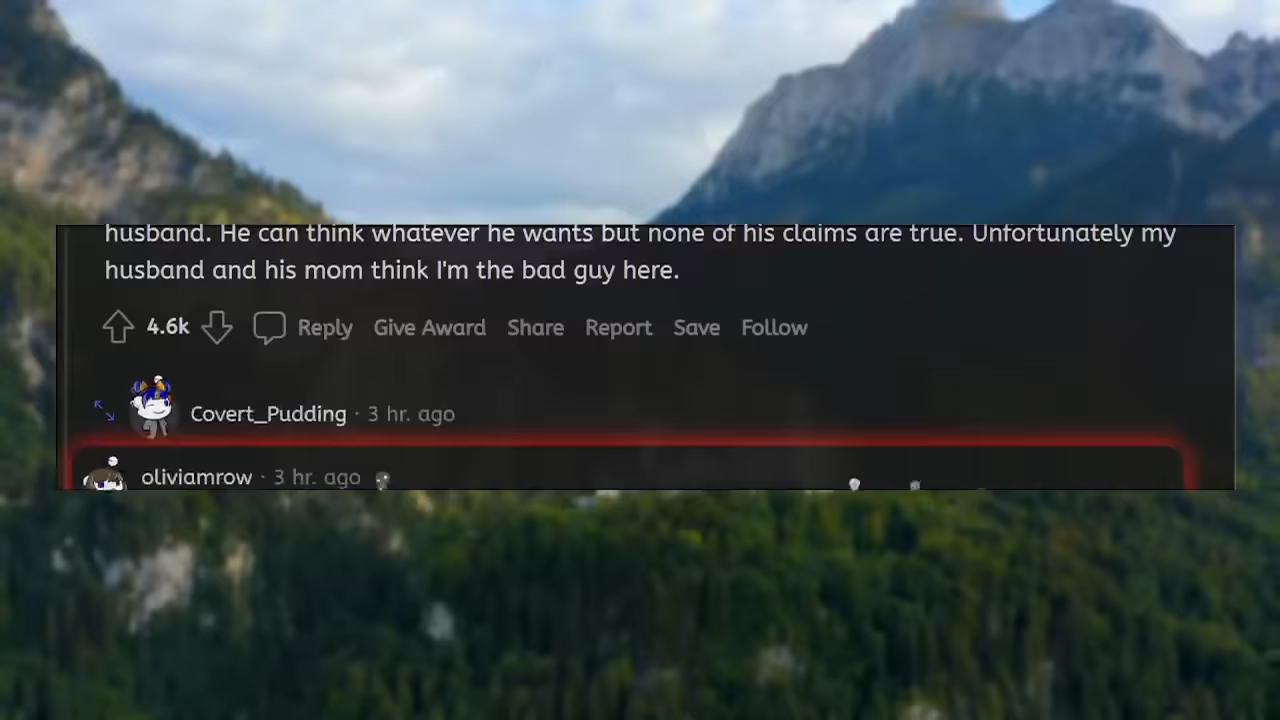 husband. He can think whatever he wants but none of his claims are true. Unfortunately my
husband and his mom think I'm the bad guy here.
4.6k Reply Give Award Share Report Save Follow
Covert_Pudding · 3 hr. ago
oliviamrow · 3 hr. ago